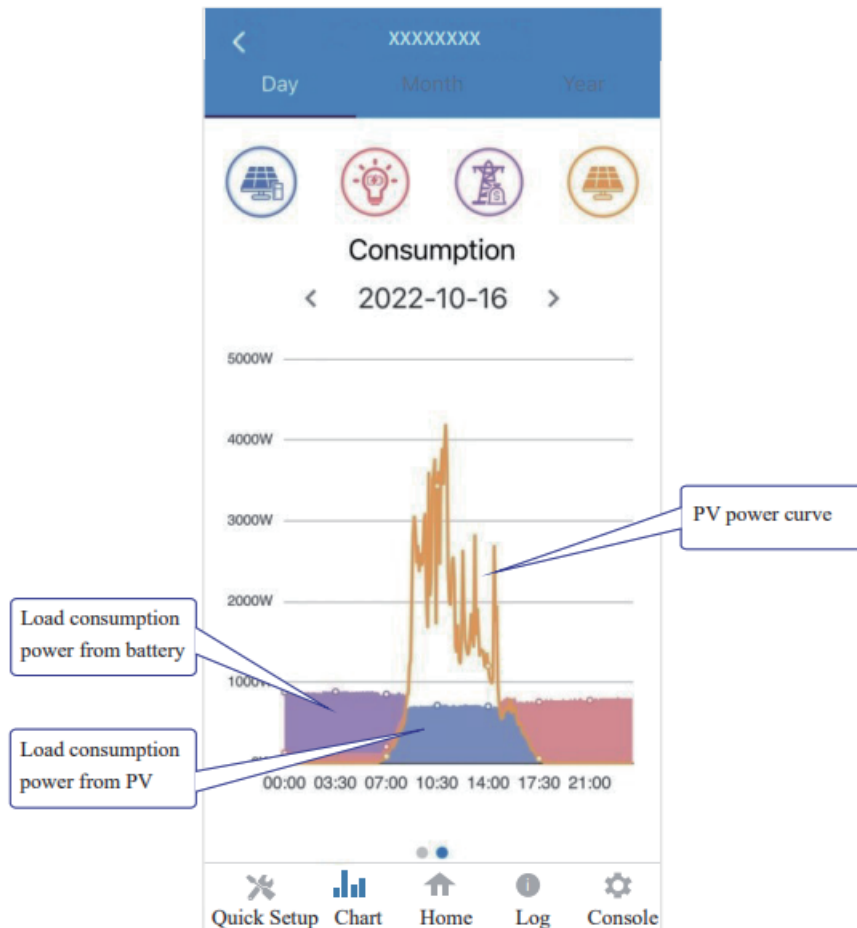 XXXXXXXX
Day Month Year
Consumption
2022-10-16
5000W
4000W
3000W
PV power curve
2000W
Load consumption
power from battery
1000W
Load consumption
power from PV
00:00 03:30 07:00 10:30 14:00 17:30 21:00
Quick Setup Chart Home Log Console